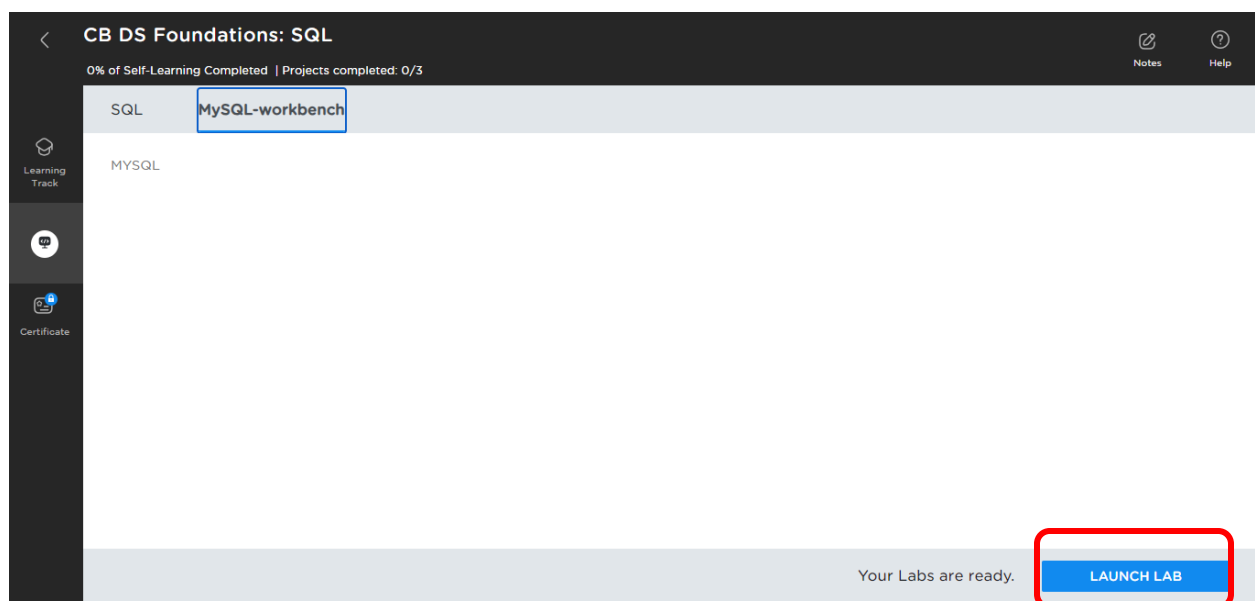 CB DS Foundations: SQL
0% of Self-Learning Completed | Projects completed: 0/3
Notes
Help
SQL
MySQL-workbench
Learning
Track
MYSQL
Certificate
Your Labs are ready.
LAUNCH LAB